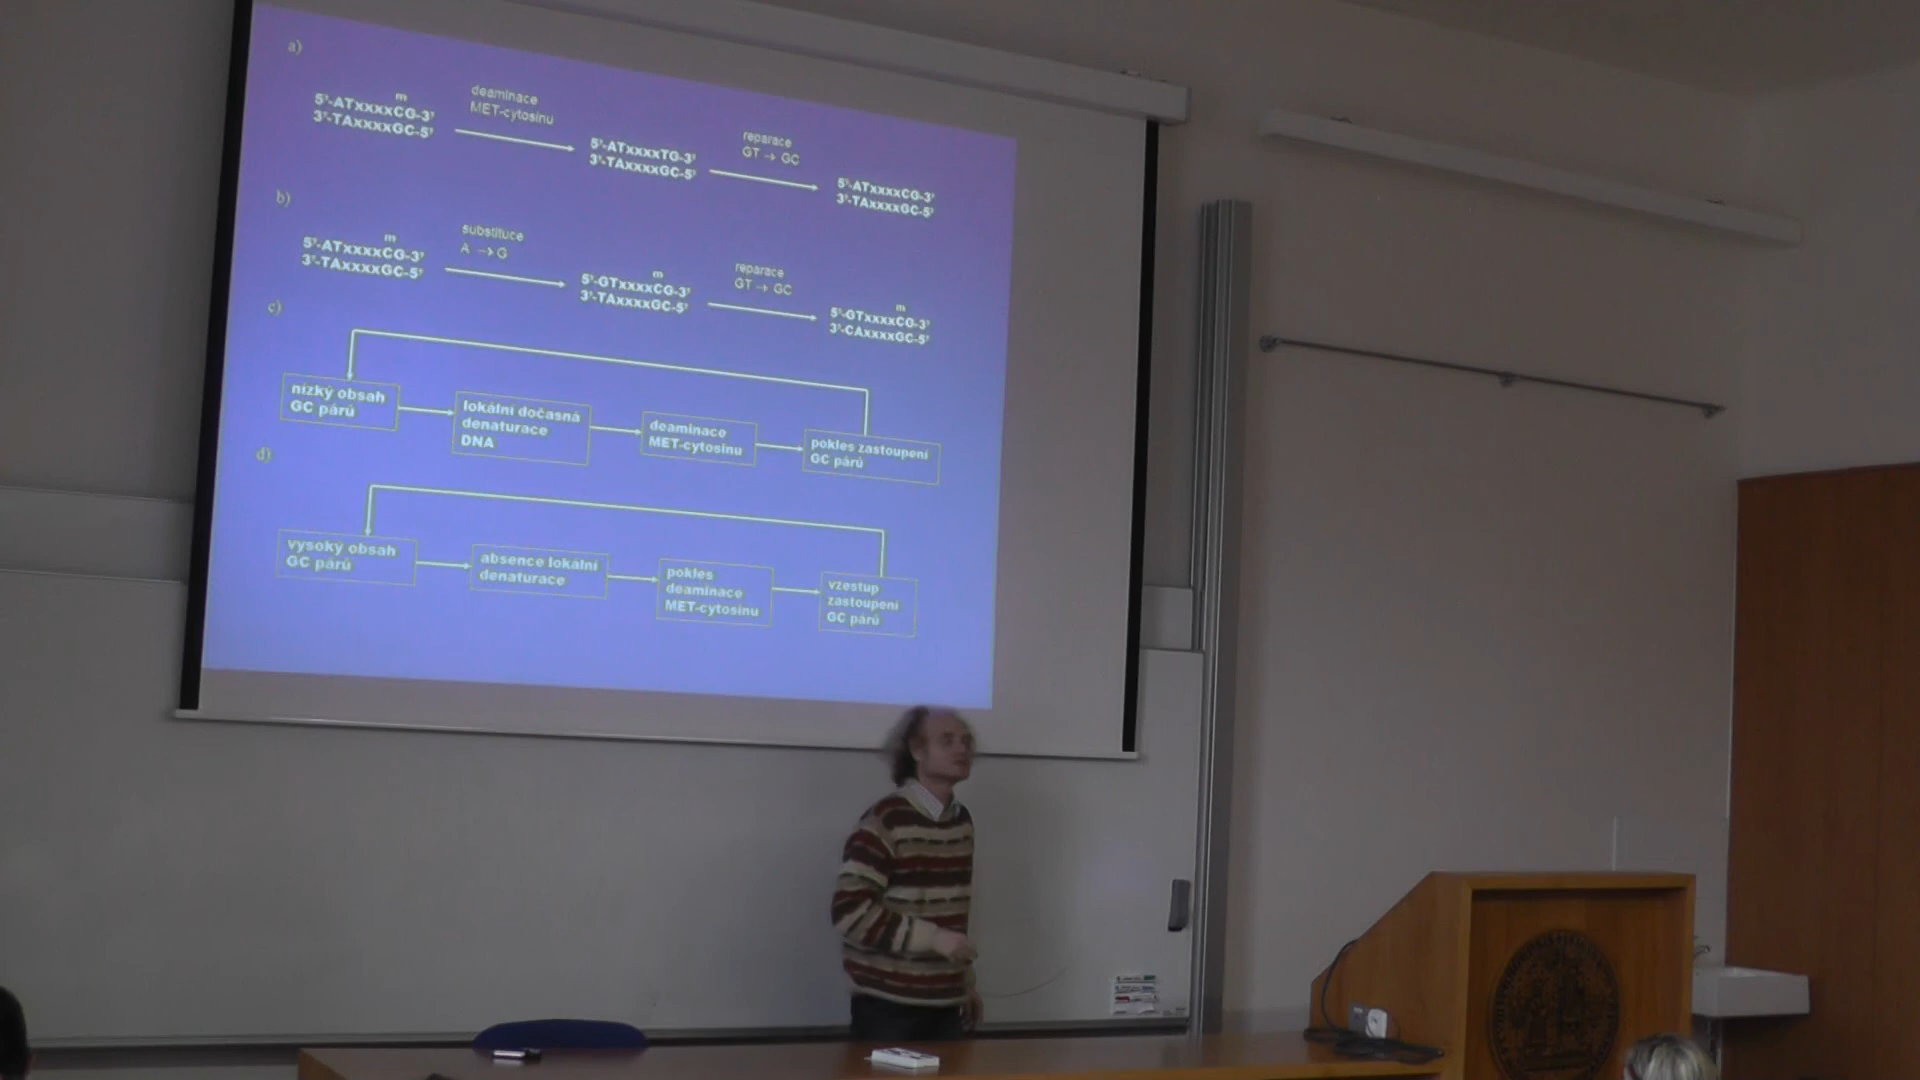 a)
m
5'-ATxxxxCG-3'
3'-TAxxxxGC-5'
deaminace
MET-cytosinu
5'-ATxxxxTG-3'
3'-TAxxxxGC-5'
reparace
GT → GC
5'-ATxxxxCG-3'
3'-TAxxxxGC-5'
b)
m
5'-ATxxxxCG-3'
3'-TAxxxxGC-5'
substituce
A → G
m
5'-GTxxxxCG-3'
3'-TAxxxxGC-5'
reparace
GT → GC
m
5'-GTxxxxCG-3'
3'-CAxxxxGC-5'
c)
nízký obsah
GC párů
lokální dočasná
denaturace
DNA
deaminace
MET-cytosinu
pokles zastoupení
GC párů
d)
vysoký obsah
GC párů
absence lokální
denaturace
pokles
deaminace
MET-cytosinu
vzestup
zastoupení
GC párů